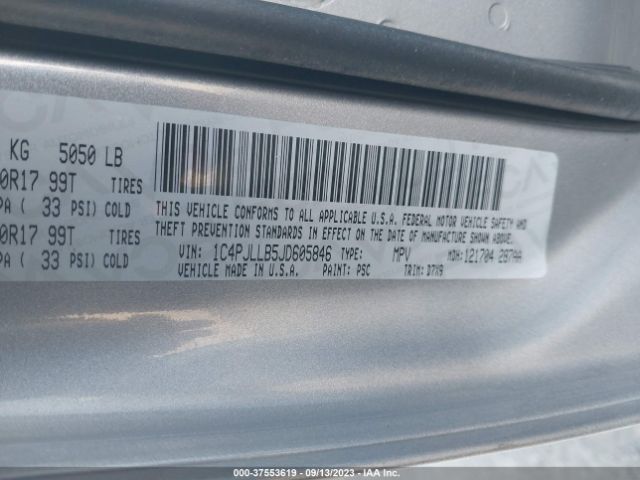 KG 5050 LB
0R17 99T TIRES
PA ( 33 PSI) COLD
0R17 99T TIRES
PA ( 33 PSI) COLD
THIS VEHICLE CONFORMS TO ALL APPLICABLE U.S.A. FEDERAL MOTOR VEHICLE SAFETY AND
THEFT PREVENTION STANDARDS IN EFFECT ON THE DATE OF MANUFACTURE SHOWN ABOVE.
VIN: 1C4PJLLB5JD605846 TYPE: MPV MDH: 121704 287AA
VEHICLE MADE IN U.S.A. PAINT: PSC TRIM: D7X9
000-37553619 - 09/13/2023 - IAA Inc.